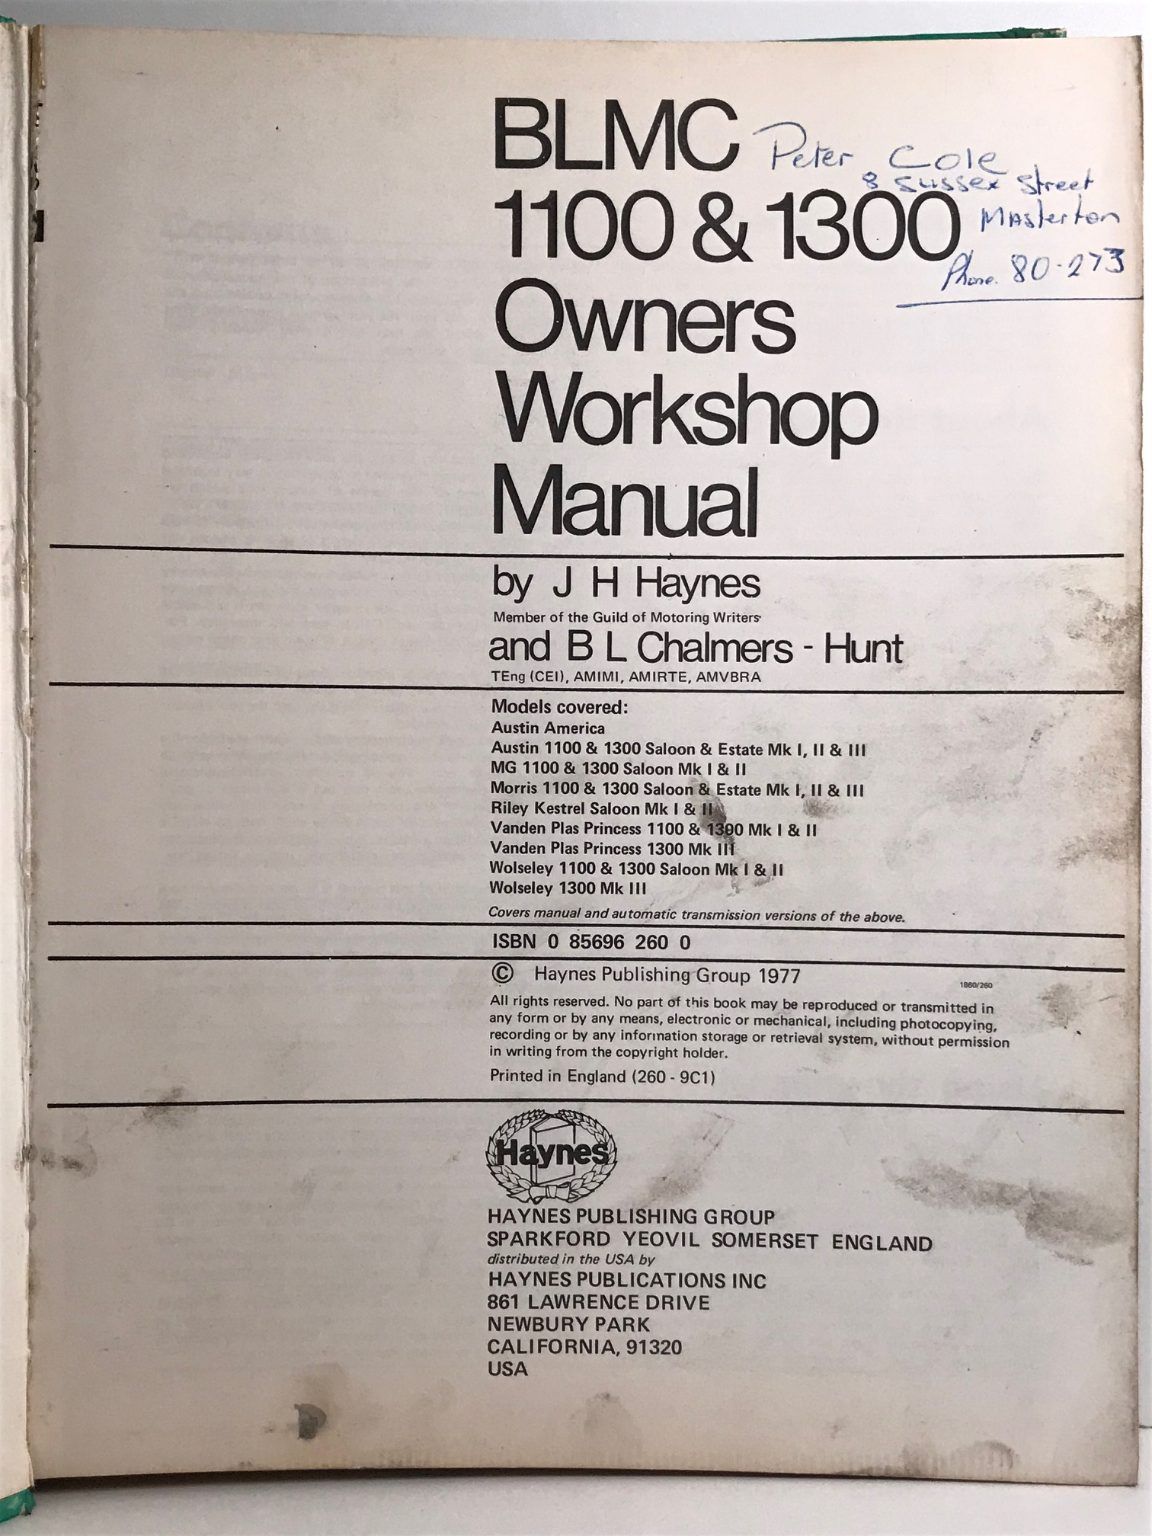 BLMC
Peter Cole
8 Sussex Street
1100 & 1300
Masterton
Phone. 80-273
Owners
Workshop
Manual
by J H Haynes
Member of the Guild of Motoring Writers
and B L Chalmers - Hunt
TEng (CEI), AMIMI, AMIRTE, AMVBRA
Models covered:
Austin America
Austin 1100 & 1300 Saloon & Estate Mk I, II & III
MG 1100 & 1300 Saloon Mk I & II
Morris 1100 & 1300 Saloon & Estate Mk I, II & III
Riley Kestrel Saloon Mk I & II
Vanden Plas Princess 1100 & 1300 Mk I & II
Vanden Plas Princess 1300 Mk III
Wolseley 1100 & 1300 Saloon Mk I & II
Wolseley 1300 Mk III
Covers manual and automatic transmission versions of the above.
ISBN 0 85696 260 0
© Haynes Publishing Group 1977
1860/260
All rights reserved. No part of this book may be reproduced or transmitted in
any form or by any means, electronic or mechanical, including photocopying,
recording or by any information storage or retrieval system, without permission
in writing from the copyright holder.
Printed in England (260 - 9C1)
Haynes
HAYNES PUBLISHING GROUP
SPARKFORD YEOVIL SOMERSET ENGLAND
distributed in the USA by
HAYNES PUBLICATIONS INC
861 LAWRENCE DRIVE
NEWBURY PARK
CALIFORNIA, 91320
USA